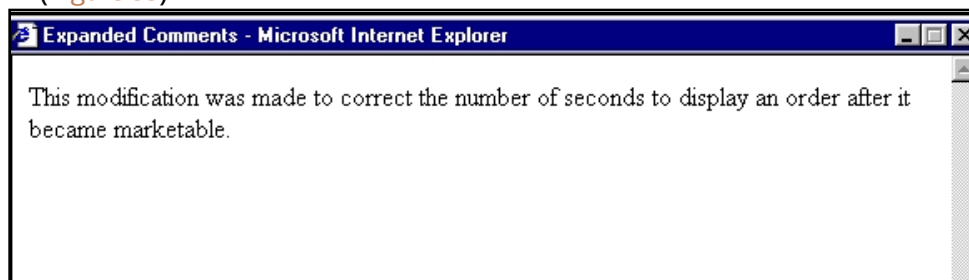 Expanded Comments - Microsoft Internet Explorer
This modification was made to correct the number of seconds to display an order after it
became marketable.